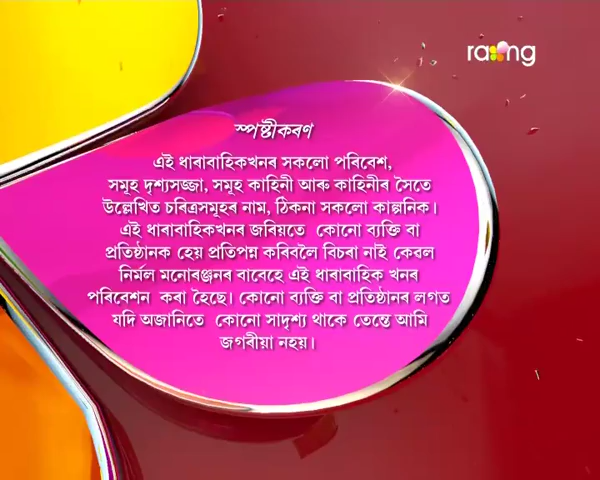 rang
স্পষ্টীকৰণ
এই ধাৰাবাহিকখনৰ সকলো পৰিবেশ,
সমূহ দৃশ্যসজ্জা, সমূহ কাহিনী আৰু কাহিনীৰ সৈতে
উল্লেখিত চৰিত্ৰসমূহৰ নাম, ঠিকনা সকলো কাল্পনিক।
এই ধাৰাবাহিকখনৰ জৰিয়তে কোনো ব্যক্তি বা
প্ৰতিষ্ঠানক হেয় প্ৰতিপন্ন কৰিবলৈ বিচৰা নাই কেৱল
নিৰ্মল মনোৰঞ্জনৰ বাবেহে এই ধাৰাবাহিক খনৰ
পৰিবেশন কৰা হৈছে। কোনো ব্যক্তি বা প্ৰতিষ্ঠানৰ লগত
যদি অজানিতে কোনো সাদৃশ্য থাকে তেন্তে আমি
জগৰীয়া নহয়।